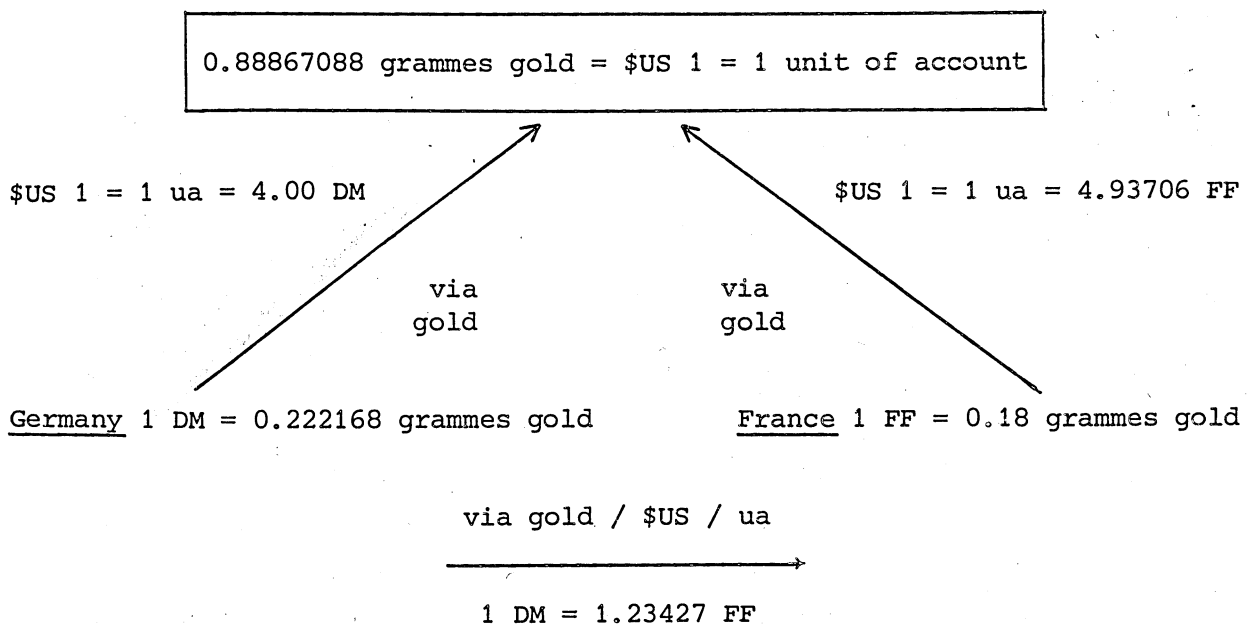 0.88867088 grammes gold = $US 1 = 1 unit of account
$US 1 = 1 ua = 4.00 DM
$US 1 = 1 ua = 4.93706 FF
via
gold
via
gold
Germany 1 DM = 0.222168 grammes gold
France 1 FF = 0.18 grammes gold
via gold / $US / ua
1 DM = 1.23427 FF